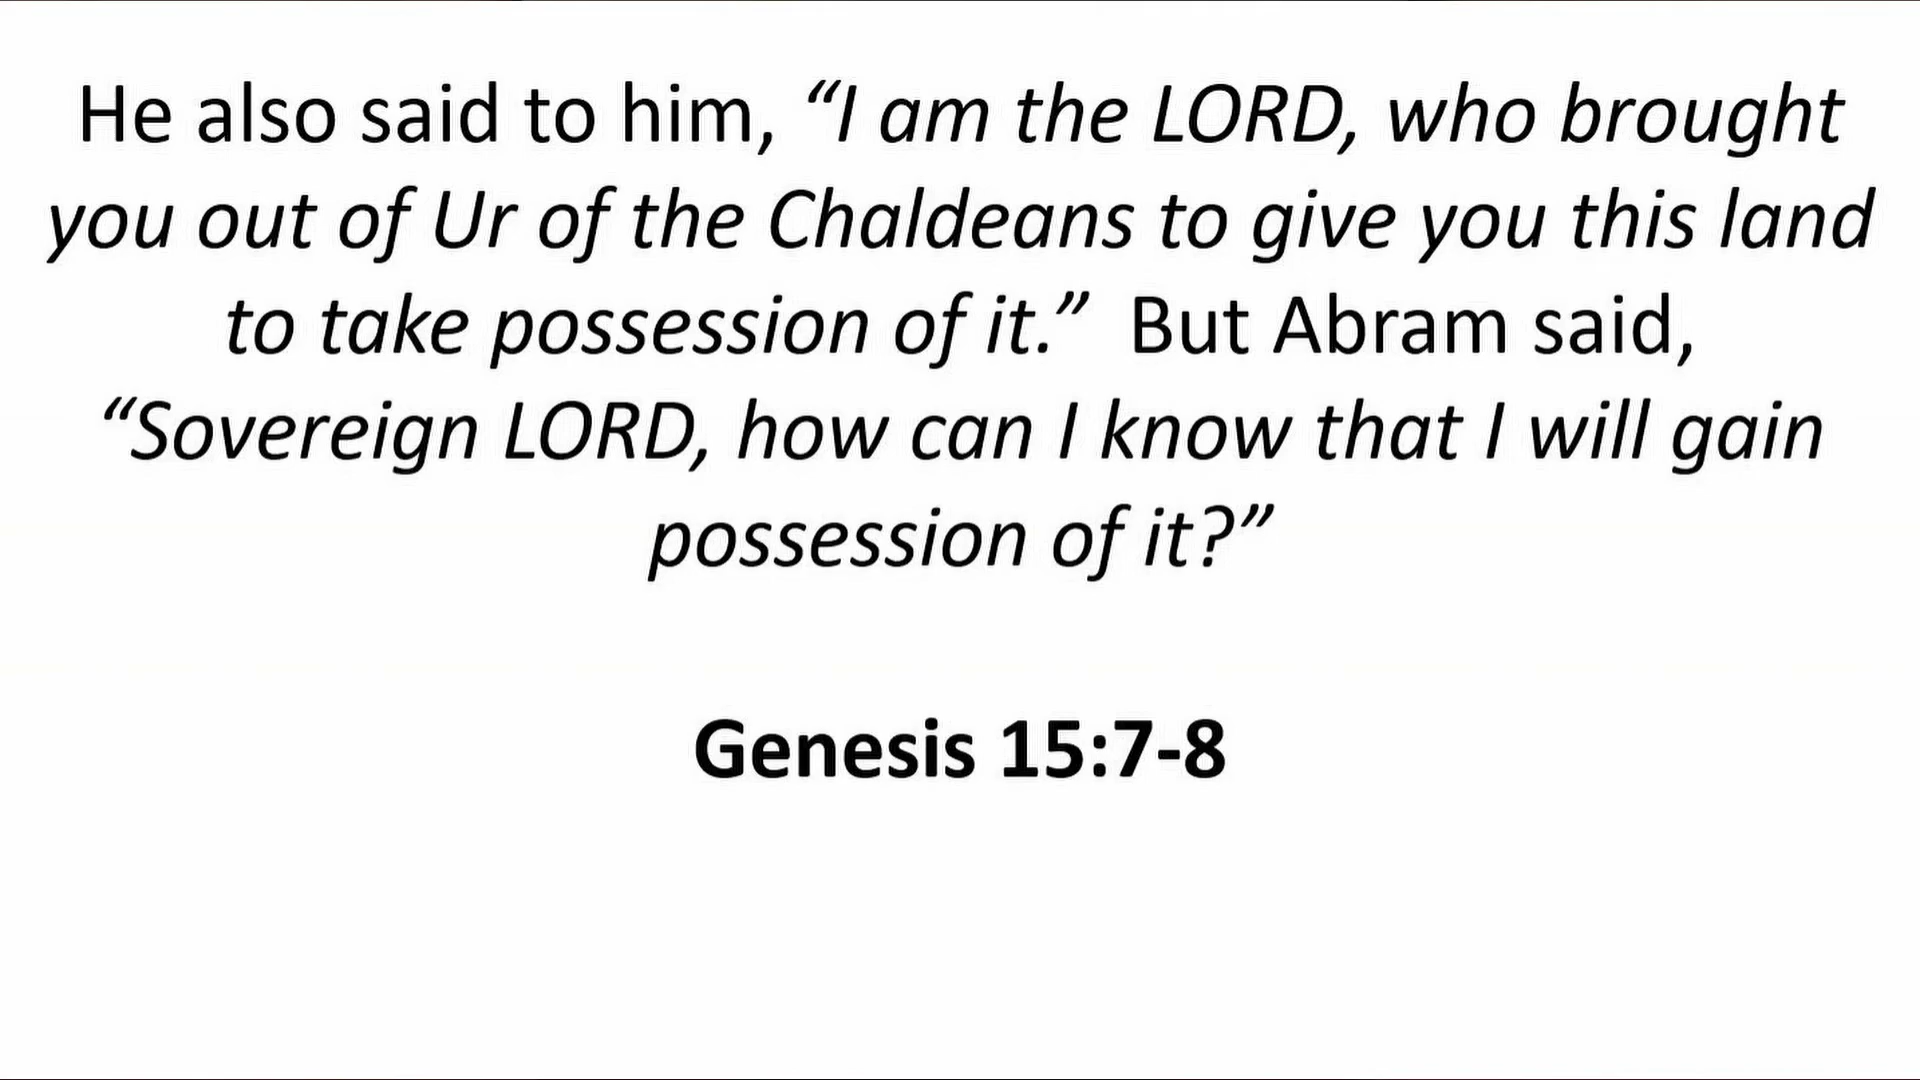 He also said to him, “I am the LORD, who brought
you out of Ur of the Chaldeans to give you this land
to take possession of it.” But Abram said,
“Sovereign LORD, how can I know that I will gain
possession of it?”
Genesis 15:7-8